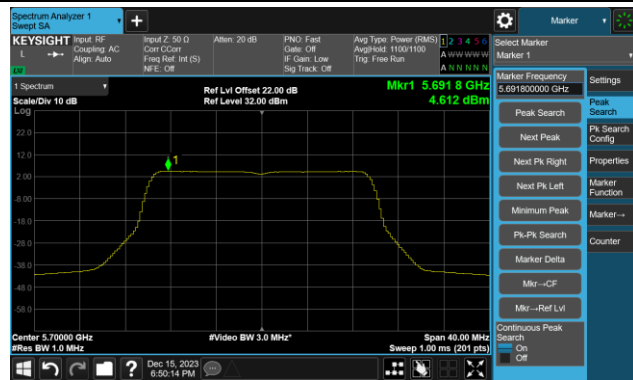 Spectrum Analyzer 1
Swept SA
Marker
KEYSIGHT
L
Input: RF
Coupling: AC
Align: Auto
Input Z: 50 Ω
Corr CCorr
Freq Ref: Int (S)
NFE: Off
Atten: 20 dB
PNO: Fast
Gate: Off
IF Gain: Low
Sig Track: Off
Avg Type: Power (RMS)
Avg|Hold: 1100/1100
Trig: Free Run
1 2 3 4 5 6
A W W W W W
A N N N N N
Select Marker
Marker 1
1 Spectrum
Scale/Div 10 dB
Log
Ref Lvl Offset 22.00 dB
Ref Level 32.00 dBm
Mkr1 5.691 8 GHz
4.612 dBm
22.0
12.0
2.00
-8.00
-18.0
-28.0
-38.0
-48.0
-58.0
1
Center 5.70000 GHz
#Res BW 1.0 MHz
#Video BW 3.0 MHz*
Span 40.00 MHz
Sweep 1.00 ms (201 pts)
Marker Frequency
5.691800000 GHz
Peak Search
Next Peak
Next Pk Right
Next Pk Left
Minimum Peak
Pk-Pk Search
Marker Delta
Mkr→CF
Mkr→Ref Lvl
Continuous Peak
Search
On
Off
Settings
Peak
Search
Pk Search
Config
Properties
Marker
Function
Marker→
Counter
Dec 15, 2023
6:50:14 PM